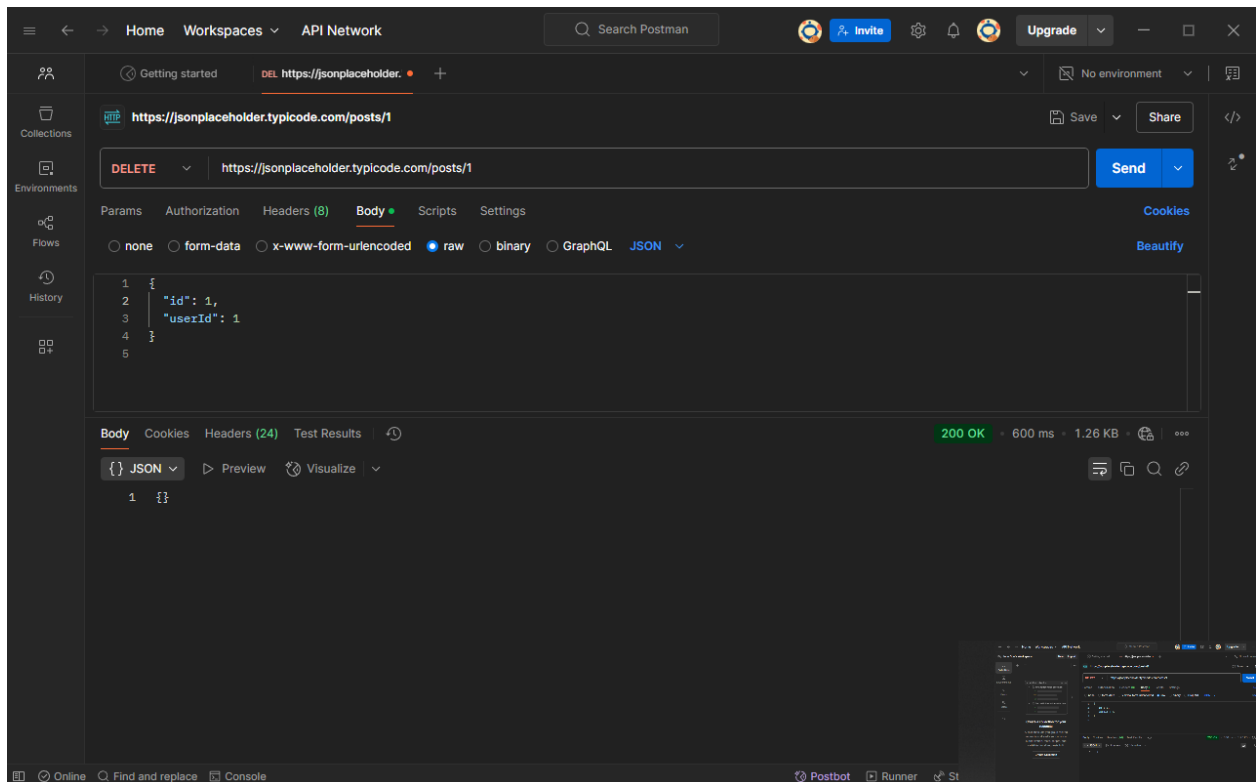 Home Workspaces API Network Search Postman Invite Upgrade
Getting started DEL https://jsonplaceholder. No environment
HTTP https://jsonplaceholder.typicode.com/posts/1 Save Share
Collections
DELETE https://jsonplaceholder.typicode.com/posts/1 Send
Environments
Params Authorization Headers (8) Body Scripts Settings Cookies
Flows
none form-data x-www-form-urlencoded raw binary GraphQL JSON Beautify
History
1 {
2 "id": 1,
3 "userId": 1
4 }
5
Body Cookies Headers (24) Test Results 200 OK 600 ms 1.26 KB
{} JSON Preview Visualize
1 {}
Online Find and replace Console Postbot Runner St